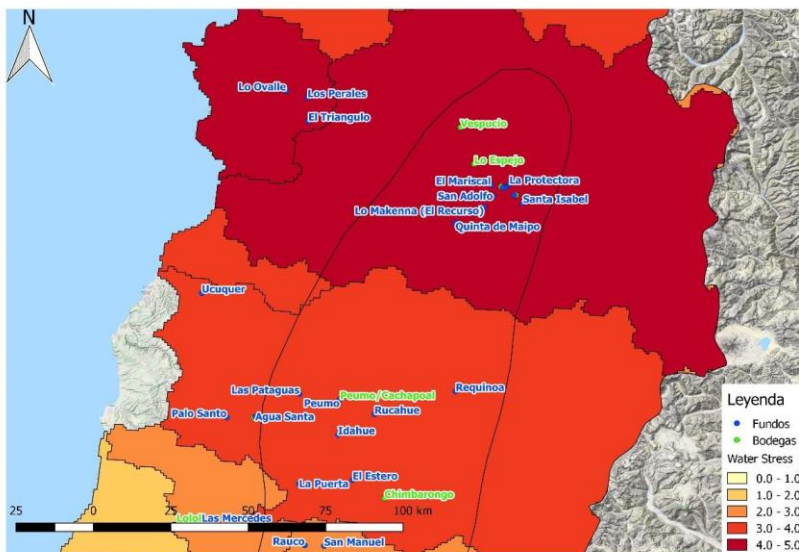 N
Lo Ovalle
Los Perales
El Triangulo
Vespucio
Lo Espejo
El Mariscal
La Protectora
San Adolfo
Santa Isabel
Lo Makenna (El Recurso)
Quinta de Maipo
Ucuquer
Las Pataguas
Peumo/Cachapoal
Requinoa
Peumo
Rucahue
Palo Santo
Agua Santa
Idahue
La Puerta
El Estero
Chimbarongo
Lolol
Las Mercedes
Rauco
San Manuel
25 0 25 50 75 100 km
Leyenda
Fundos
Bodegas
Water Stress
0.0 - 1.0
1.0 - 2.0
2.0 - 3.0
3.0 - 4.0
4.0 - 5.0